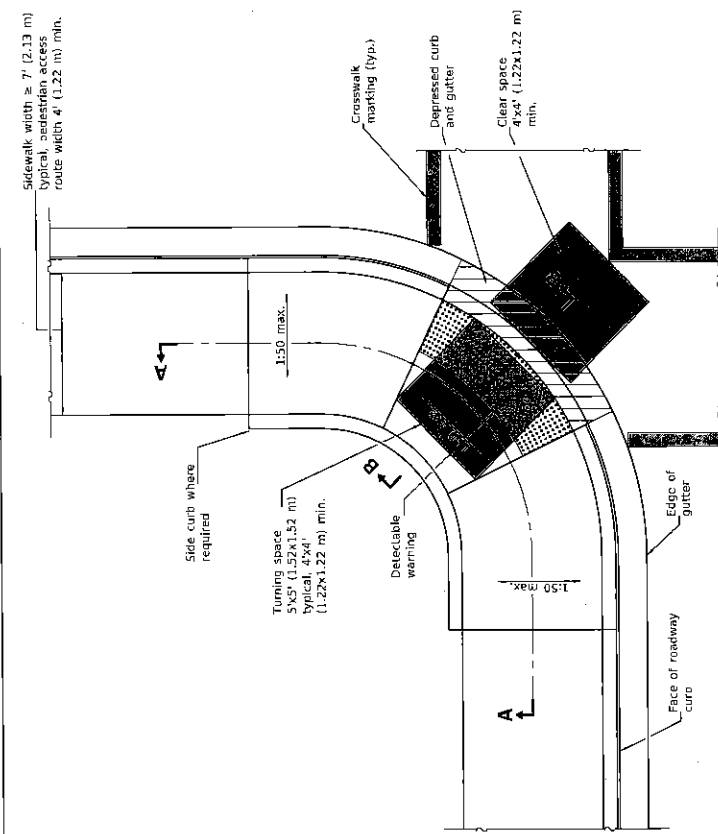 Sidewalk width ≥ 7' (2.13 m)
typical, pedestrian access
route width 4' (1.22 m) min.
Crosswalk
marking (typ.)
Depressed curb
and gutter
Clear space
4'x4' (1.22x1.22 m)
min.
A
1:50 max.
Side curb where
required
B
Turning space
5'x5' (1.52x1.52 m)
typical, 4'x4'
(1.22x1.22 m) min.
Detectable
warning
1:50 max.
Edge of
gutter
A
Face of roadway
curb